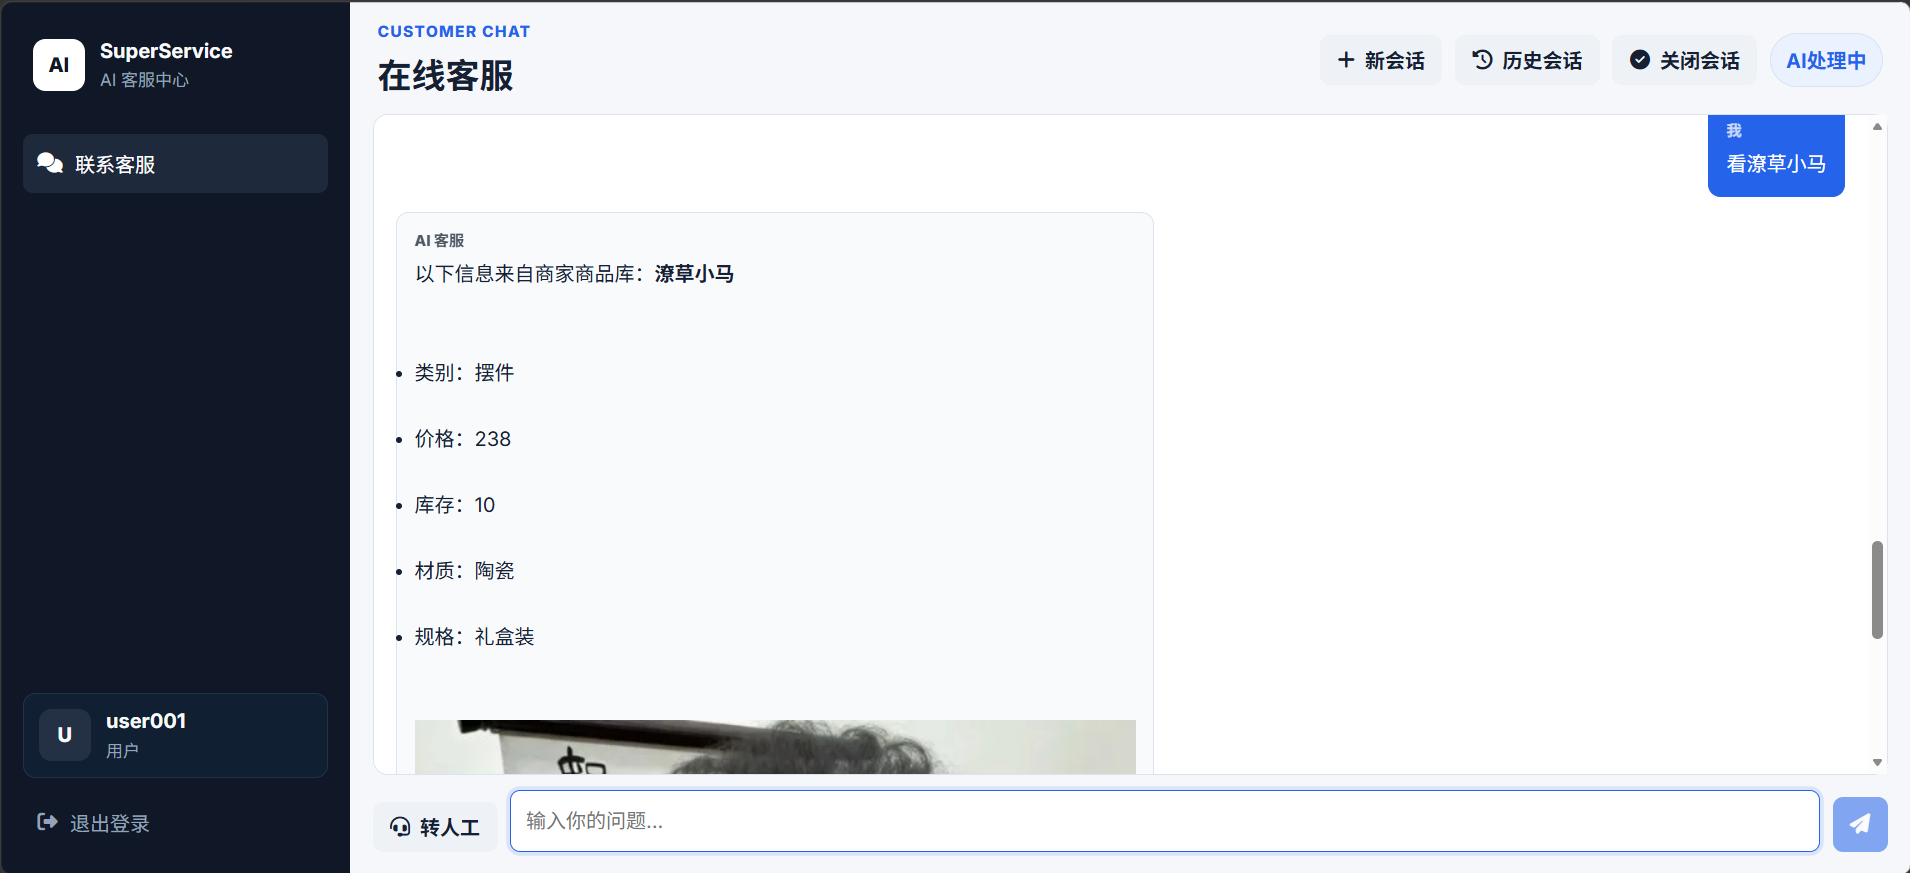 AI
SuperService
AI 客服中心
联系客服
U
user001
用户
退出登录
CUSTOMER CHAT
在线客服
新会话
历史会话
关闭会话
AI处理中
我
看潦草小马
AI 客服
以下信息来自商家商品库：潦草小马
类别：摆件
价格：238
库存：10
材质：陶瓷
规格：礼盒装
转人工
输入你的问题...